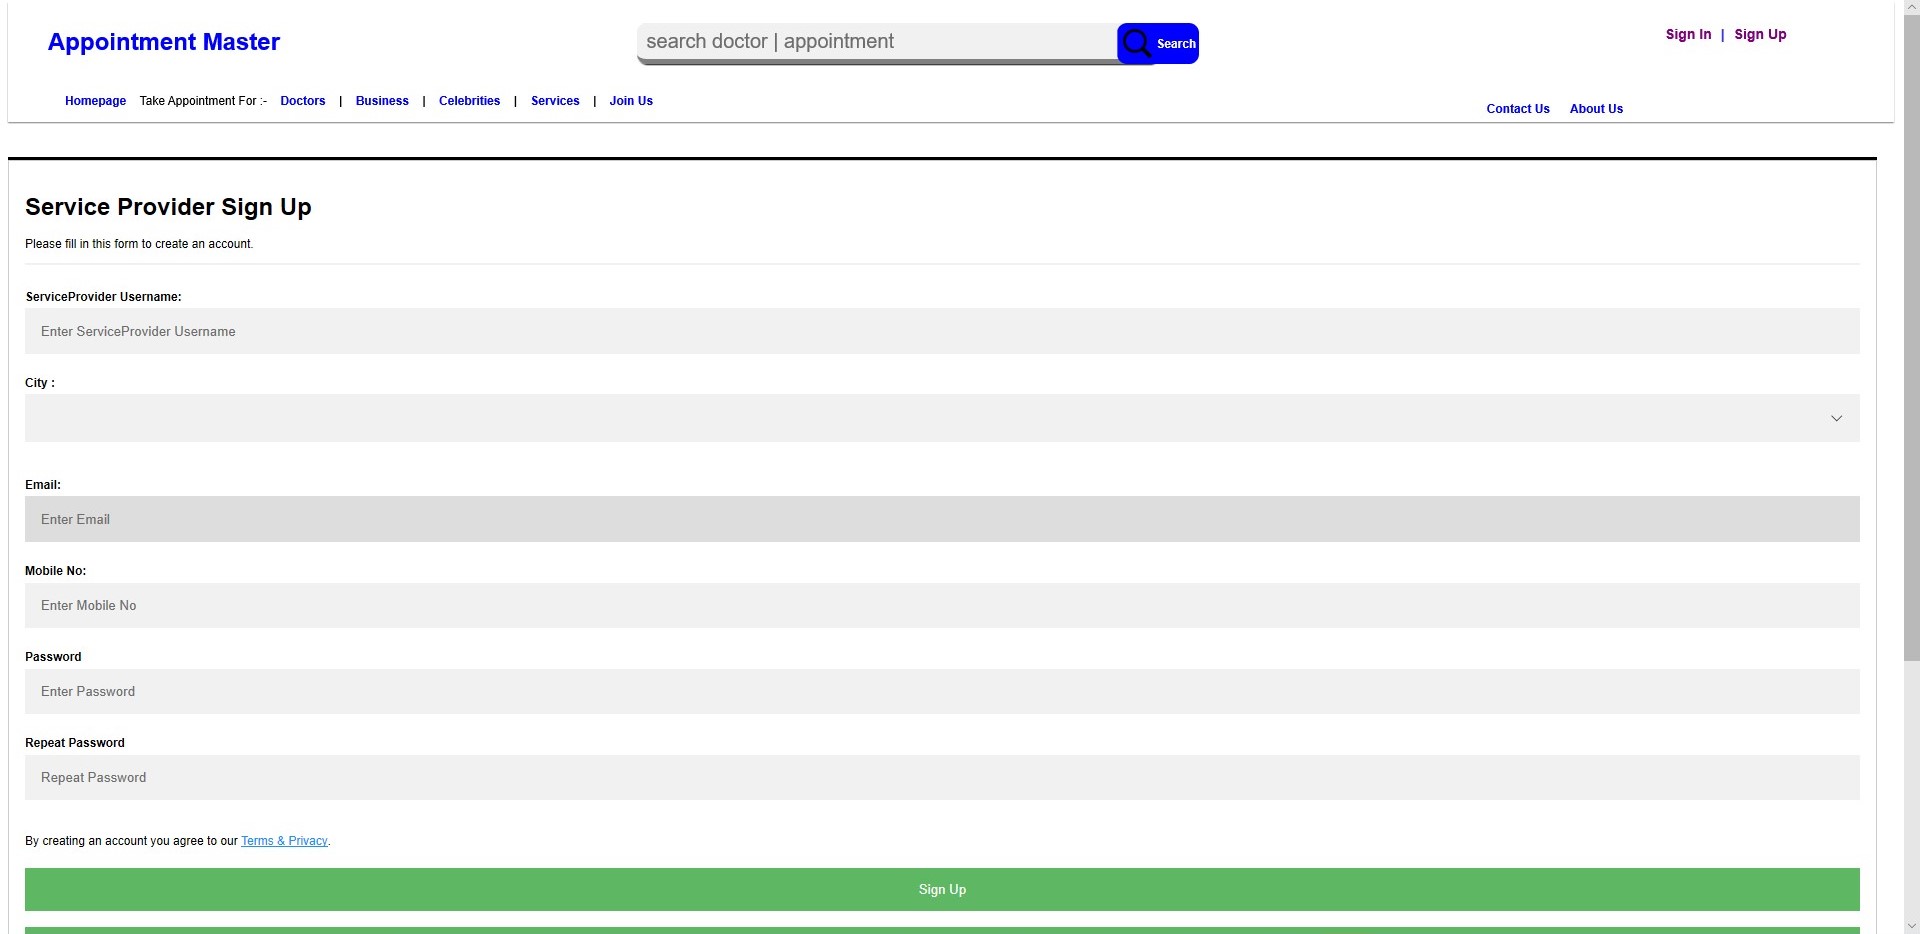 Appointment Master
search doctor | appointment
Search
Sign In | Sign Up
Homepage Take Appointment For :- Doctors | Business | Celebrities | Services | Join Us
Contact Us About Us
Service Provider Sign Up
Please fill in this form to create an account.
ServiceProvider Username:
Enter ServiceProvider Username
City :
Email:
Enter Email
Mobile No:
Enter Mobile No
Password
Enter Password
Repeat Password
Repeat Password
By creating an account you agree to our Terms & Privacy.
Sign Up